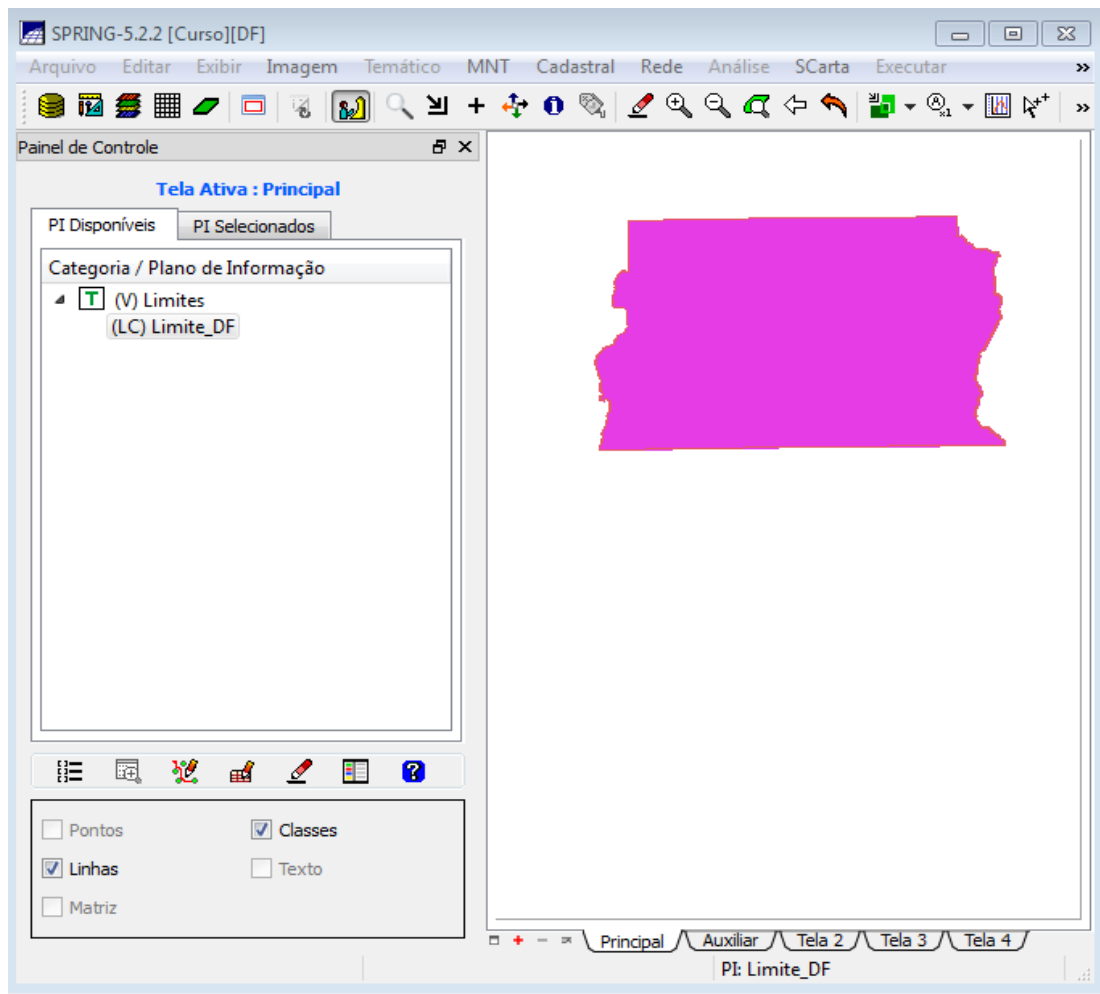 SPRING-5.2.2 [Curso][DF]
Arquivo Editar Exibir Imagem Temático MNT Cadastral Rede Análise SCarta Executar »
Painel de Controle
Tela Ativa : Principal
PI Disponíveis PI Selecionados
Categoria / Plano de Informação
T (V) Limites
(LC) Limite_DF
Pontos Classes
Linhas Texto
Matriz
Principal Auxiliar Tela 2 Tela 3 Tela 4
PI: Limite_DF